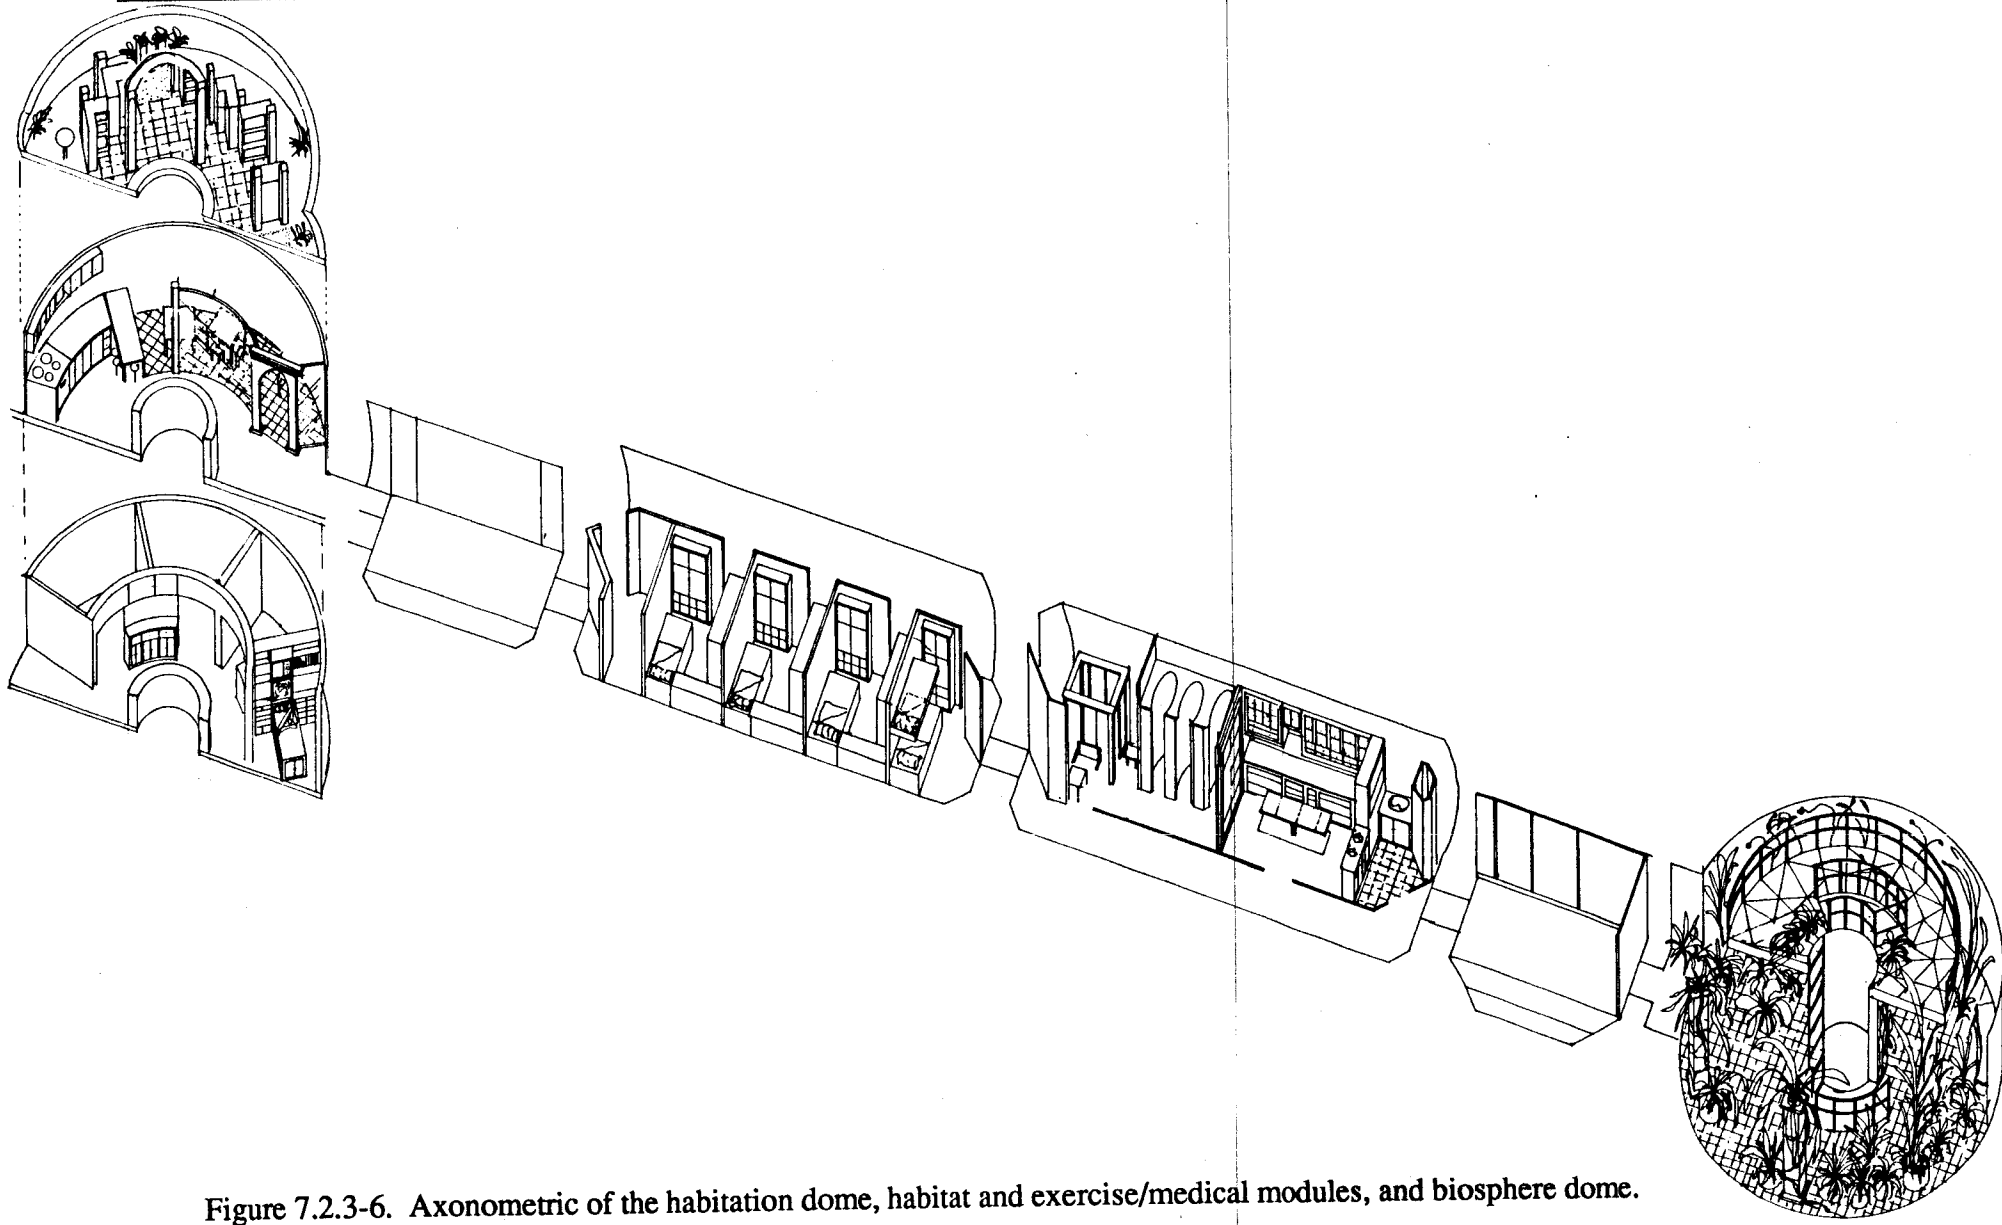 Figure 7.2.3-6. Axonometric of the habitation dome, habitat and exercise/medical modules, and biosphere dome.